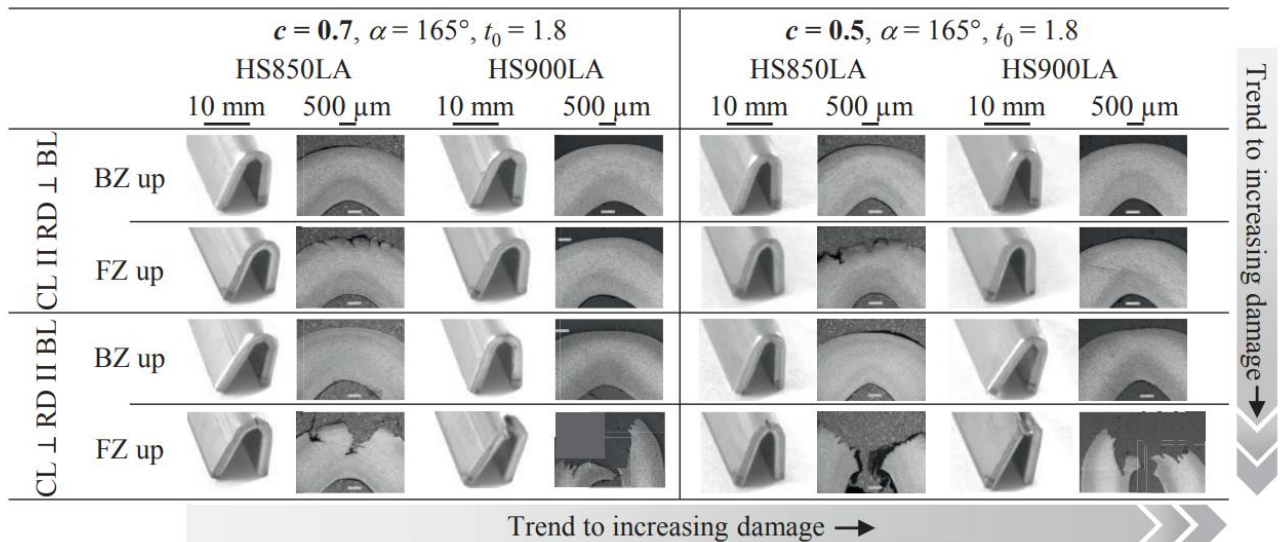 c = 0.7, α = 165°, t₀ = 1.8
c = 0.5, α = 165°, t₀ = 1.8
HS850LA
HS900LA
HS850LA
HS900LA
10 mm
500 µm
10 mm
500 µm
10 mm
500 µm
10 mm
500 µm
CL II RD ⊥ BL
BZ up
FZ up
CL ⊥ RD II BL
BZ up
FZ up
Trend to increasing damage
Trend to increasing damage